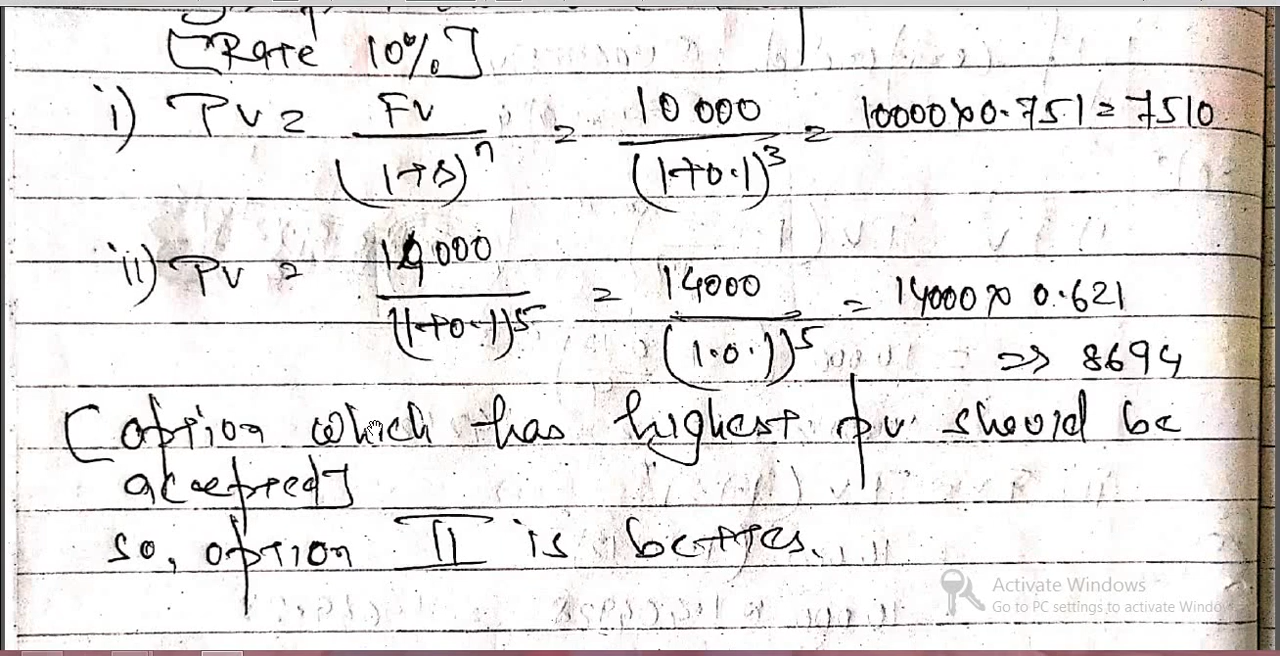 [Rate 10%]
i) PV = FV / (1+r)^n = 10000 / (1+0.1)^3 = 10000×0.751=7510
ii) PV = 14000 / (1+0.1)^5 = 14000 / (1.0.1)^5 = 14000× 0.621
=> 8694
[option which has highest pv should be
accepted]
so, option II is better.
Activate Windows
Go to PC settings to activate Windo